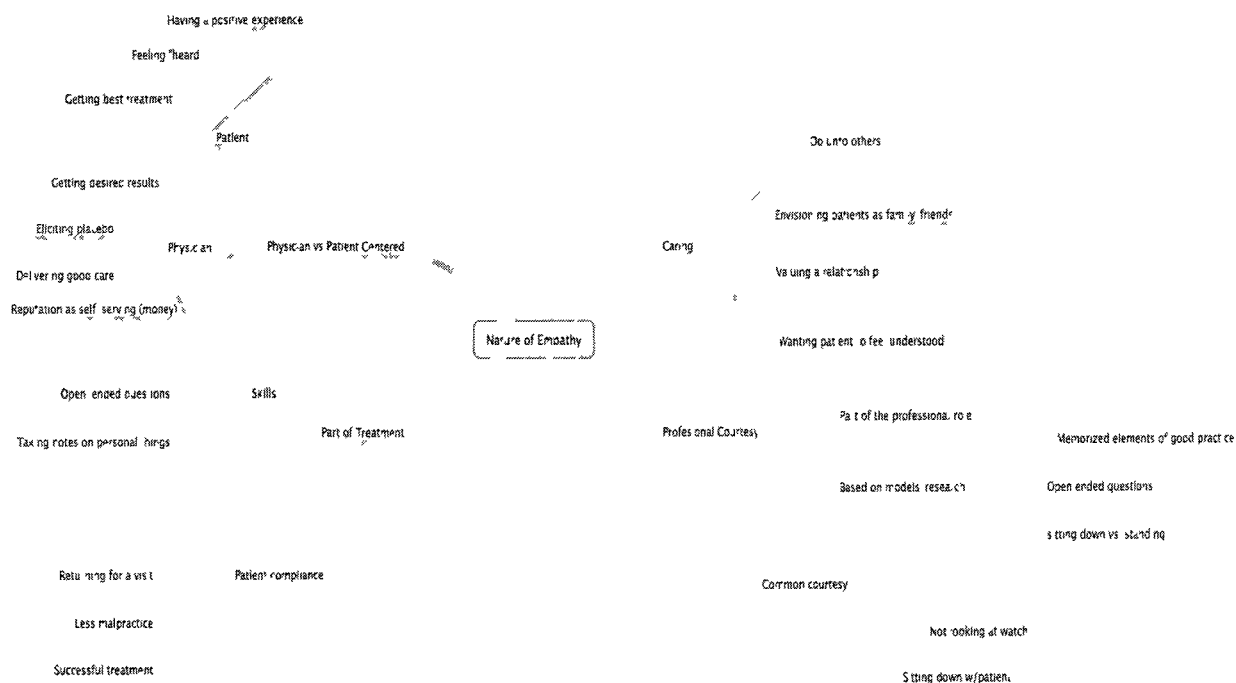 Having a positive experience
Feeling "heard
Getting best treatment
Patient
Getting desired results
Eliciting placebo
Physician
Physician vs Patient Centered
Delivering good care
Reputation as self serving (money)
Nature of Empathy
Open ended questions
Skills
Taking notes on personal things
Part of Treatment
Returning for a visit
Patient compliance
Less malpractice
Successful treatment
Do unto others
Envisioning patients as family friends
Caring
Valuing a relationship
Wanting patient to feel understood
Part of the professional role
Profesional Courtesy
Memorized elements of good practice
Based on models research
Open ended questions
sitting down vs standing
Common courtesy
Not looking at watch
Sitting down w/patient